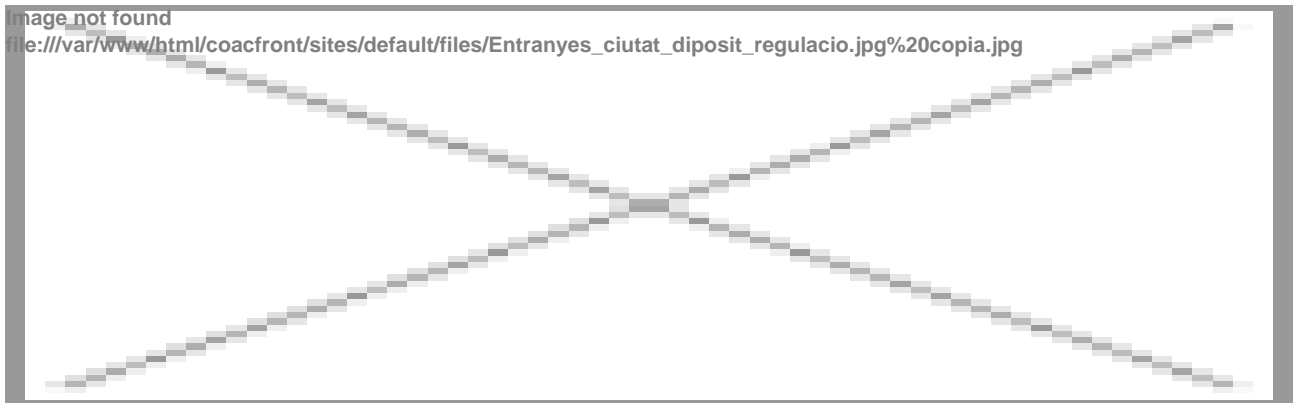 Image not found
file:///var/www/html/coacfront/sites/default/files/Entranyes_ciutat_diposit_regulacio.jpg%20copia.jpg